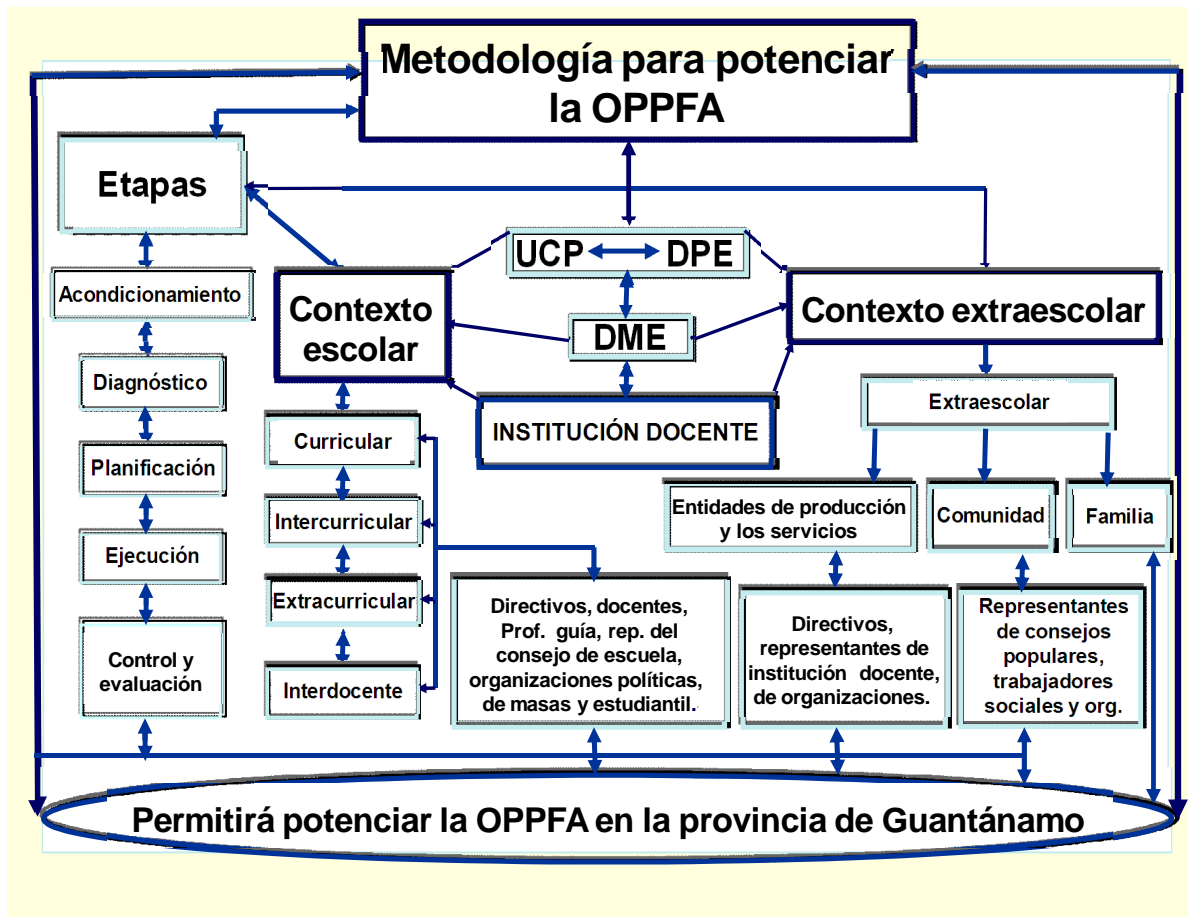 Metodología para potenciar
la OPPFA
Etapas
UCP DPE
Acondicionamiento
Contexto
escolar
DME
Contexto extraescolar
Diagnóstico
Extraescolar
Curricular
INSTITUCIÓN DOCENTE
Planificación
Intercurricular
Entidades de producción
y los servicios
Comunidad
Familia
Ejecución
Extracurricular
Directivos, docentes,
Prof. guía, rep. del
consejo de escuela,
organizaciones políticas,
de masas y estudiantil.
Directivos,
representantes de
institución docente,
de organizaciones.
Representantes
de consejos
populares,
trabajadores
sociales y org.
Control y
evaluación
Interdocente
Permitirá potenciar la OPPFA en la provincia de Guantánamo